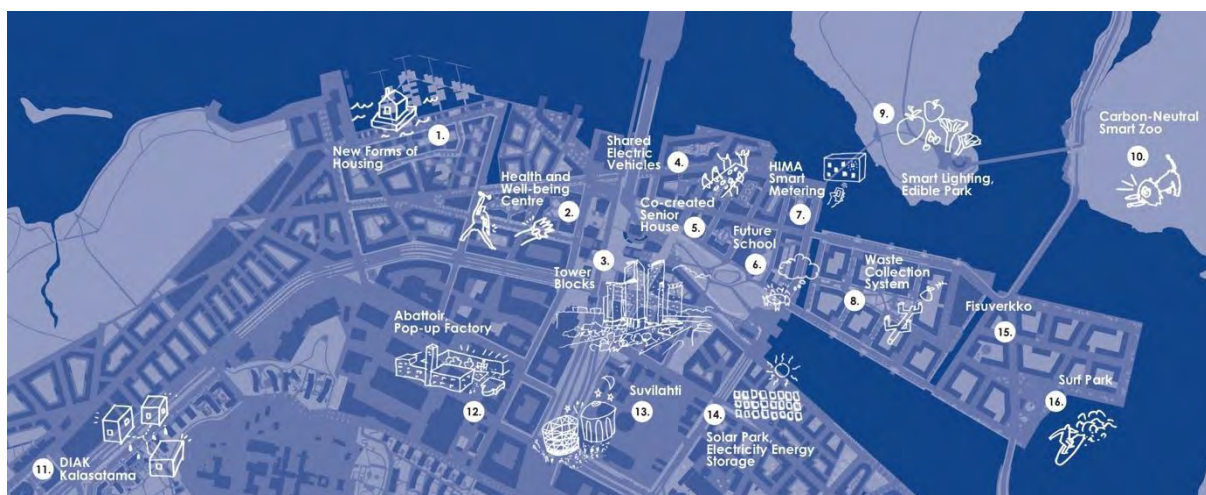 1.
New Forms of
Housing
Health and
Well-being
Centre
2.
3.
Tower
Blocks
Shared
Electric
Vehicles
4.
Co-created
Senior
House
5.
Future
School
6.
HIMA
Smart
Metering
7.
Waste
Collection
System
8.
9.
Smart Lighting,
Edible Park
Carbon-Neutral
Smart Zoo
10.
11.
DIAK
Kalasatama
Abattoir,
Pop-up Factory
12.
Suvilahti
13.
14.
Solar Park,
Electricity Energy
Storage
Fisuverkko
15.
Surf Park
16.